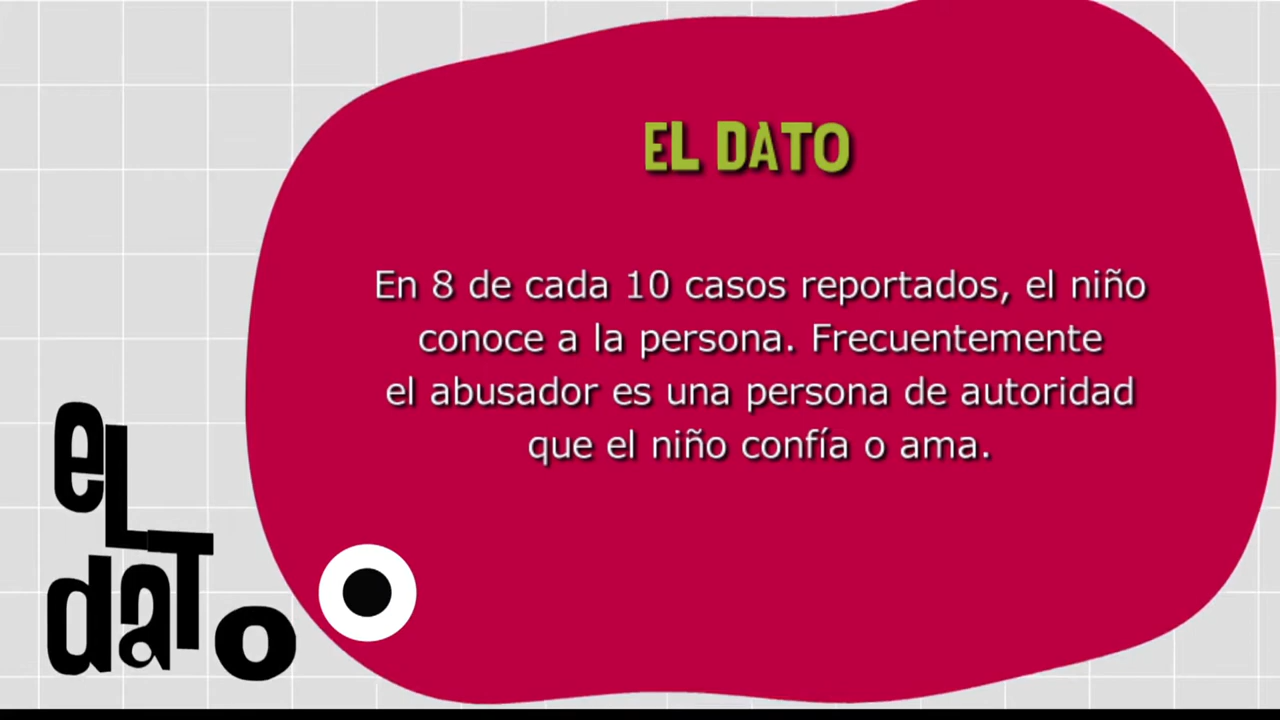 EL DATO
En 8 de cada 10 casos reportados, el niño
conoce a la persona. Frecuentemente
el abusador es una persona de autoridad
que el niño confía o ama.
eL
daTo